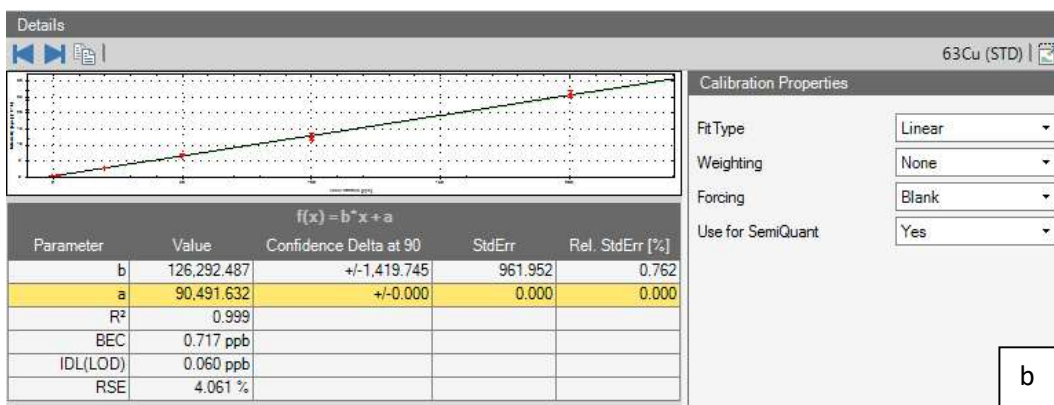 Details
63Cu (STD) |
Calibration Properties
Fit Type Linear
Weighting None
Forcing Blank
Use for SemiQuant Yes
f(x) = b*x + a
Parameter Value Confidence Delta at 90 StdErr Rel. StdErr [%]
b 126,292.487 +/-1,419.745 961.952 0.762
a 90,491.632 +/-0.000 0.000 0.000
R² 0.999
BEC 0.717 ppb
IDL(LOD) 0.060 ppb
RSE 4.061 %
b